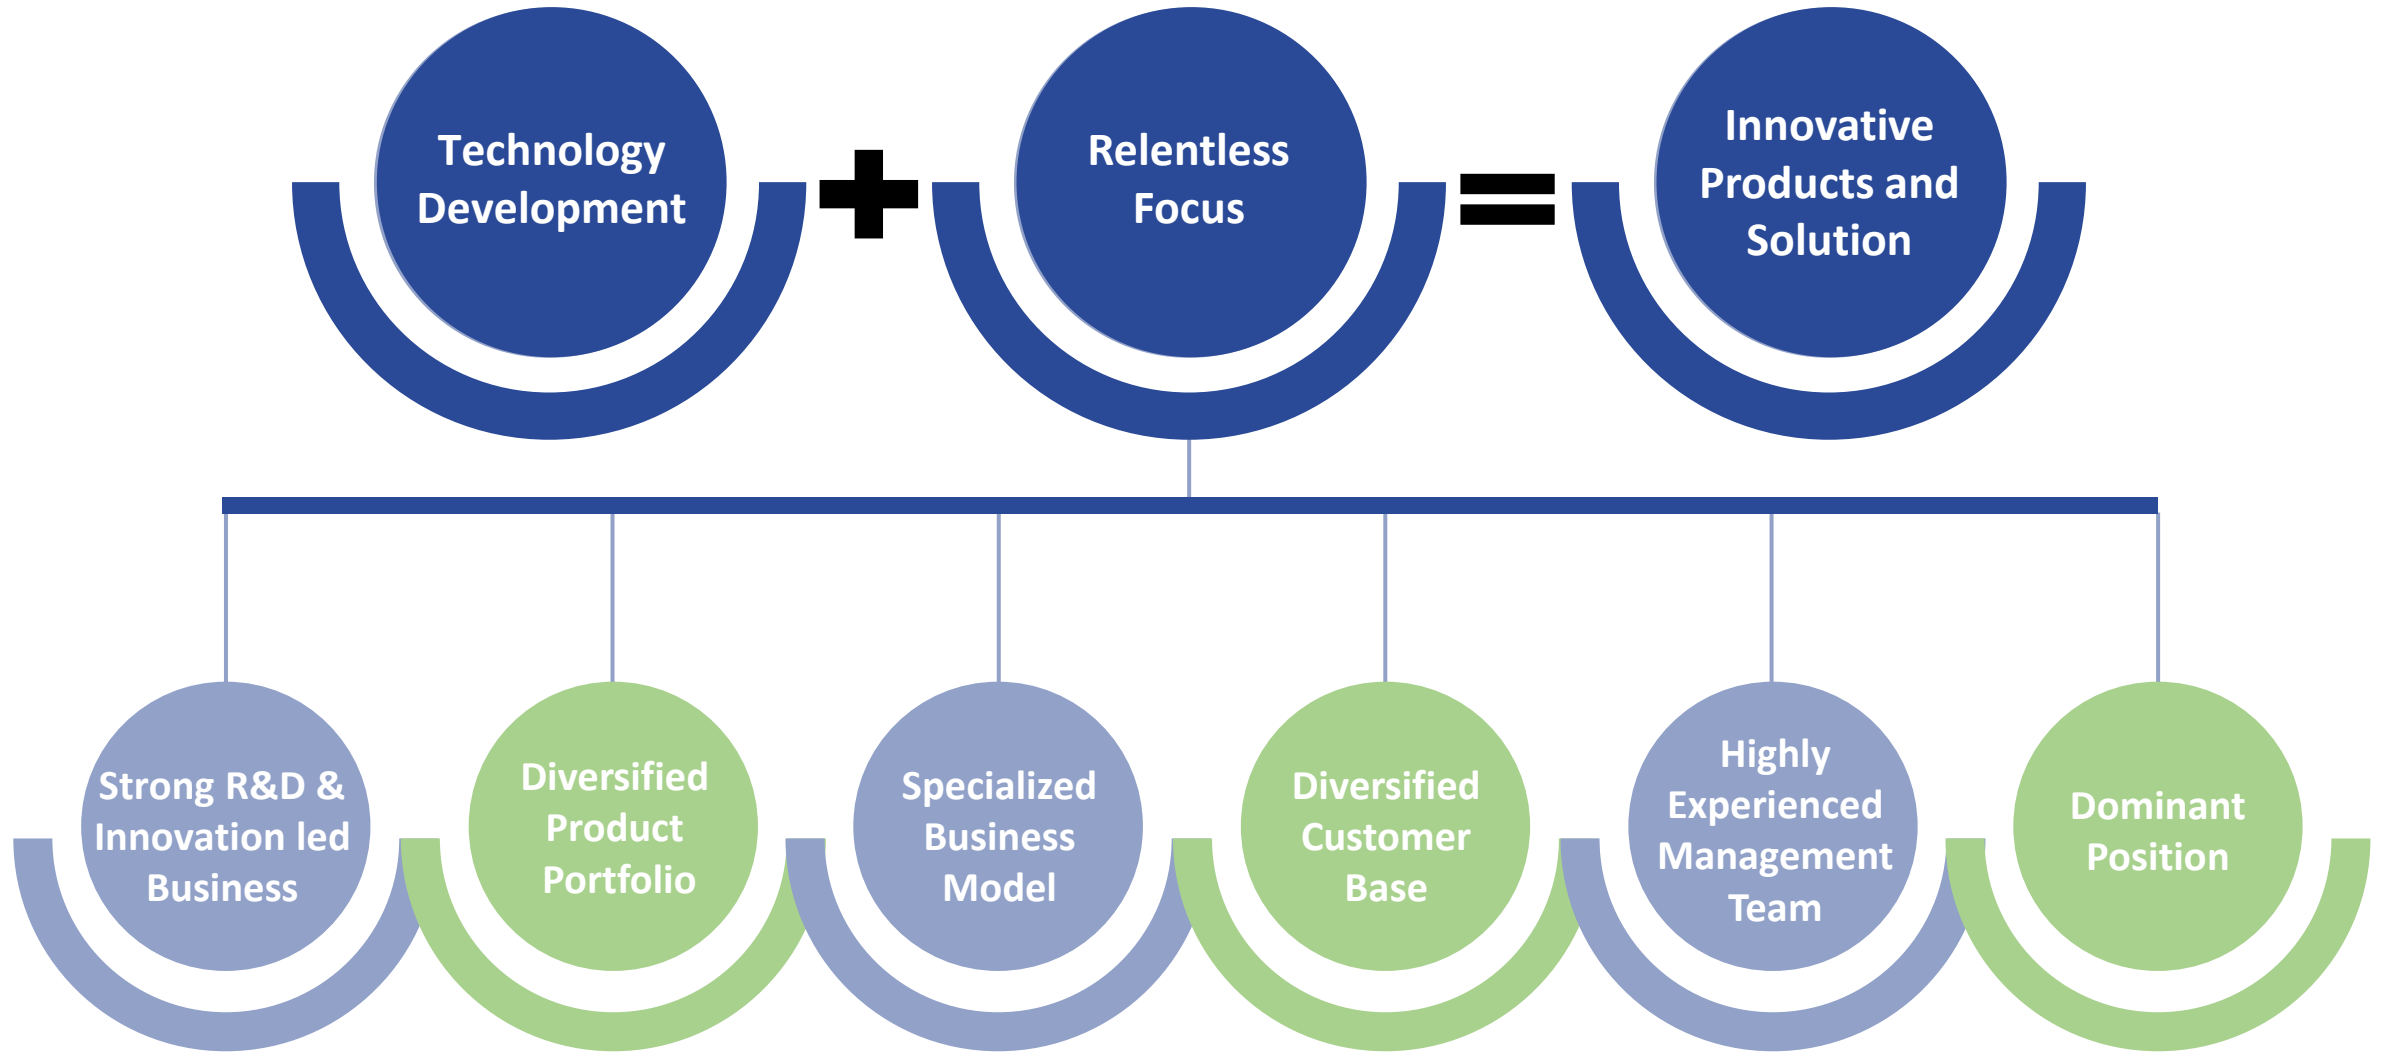 Technology
Development
Relentless
Focus
Innovative
Products and
Solution
Strong R&D &
Innovation led
Business
Diversified
Product
Portfolio
Specialized
Business
Model
Diversified
Customer
Base
Highly
Experienced
Management
Team
Dominant
Position